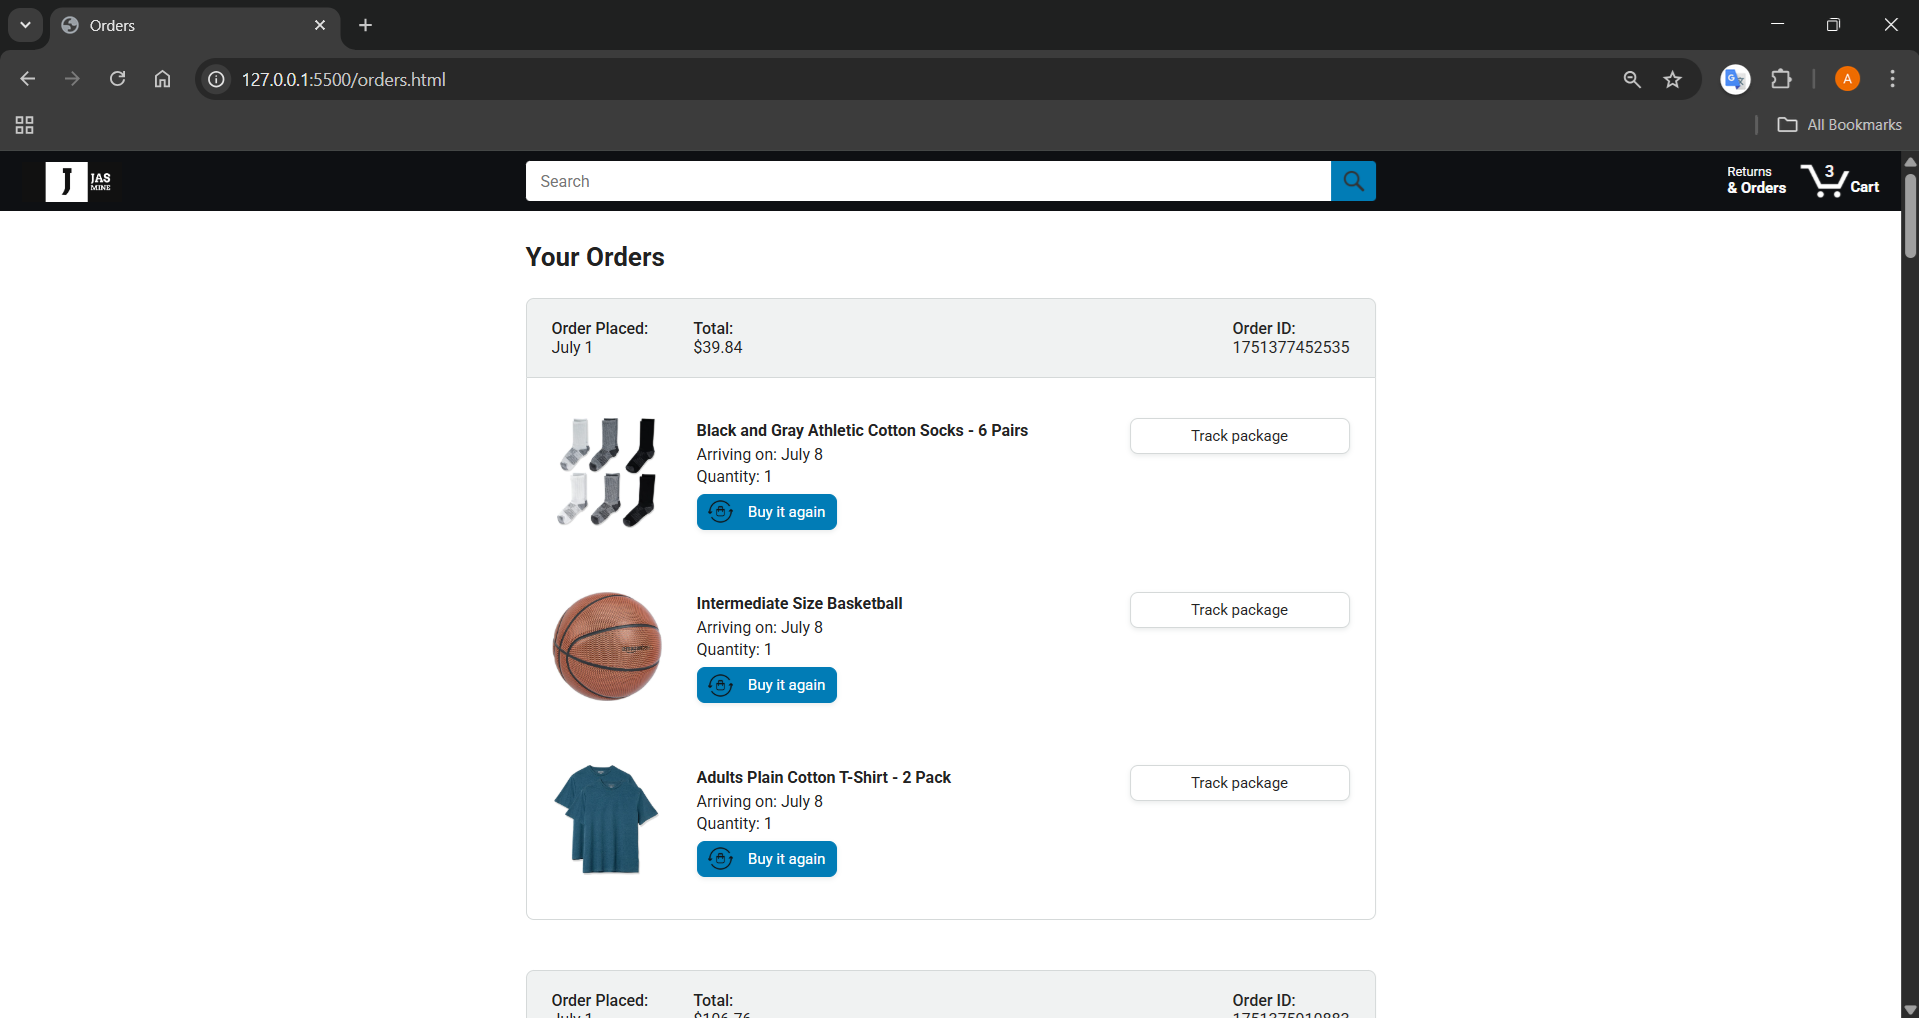 Orders
127.0.0.1:5500/orders.html
A
All Bookmarks
J JAS
MINE
Search
Returns
& Orders
3
Cart
Your Orders
Order Placed: Total: Order ID:
July 1 $39.84 1751377452535
Black and Gray Athletic Cotton Socks - 6 Pairs
Arriving on: July 8
Quantity: 1
Buy it again
Track package
Intermediate Size Basketball
Arriving on: July 8
Quantity: 1
Buy it again
Track package
Adults Plain Cotton T-Shirt - 2 Pack
Arriving on: July 8
Quantity: 1
Buy it again
Track package
Order Placed: Total: Order ID:
July 1 $106.76